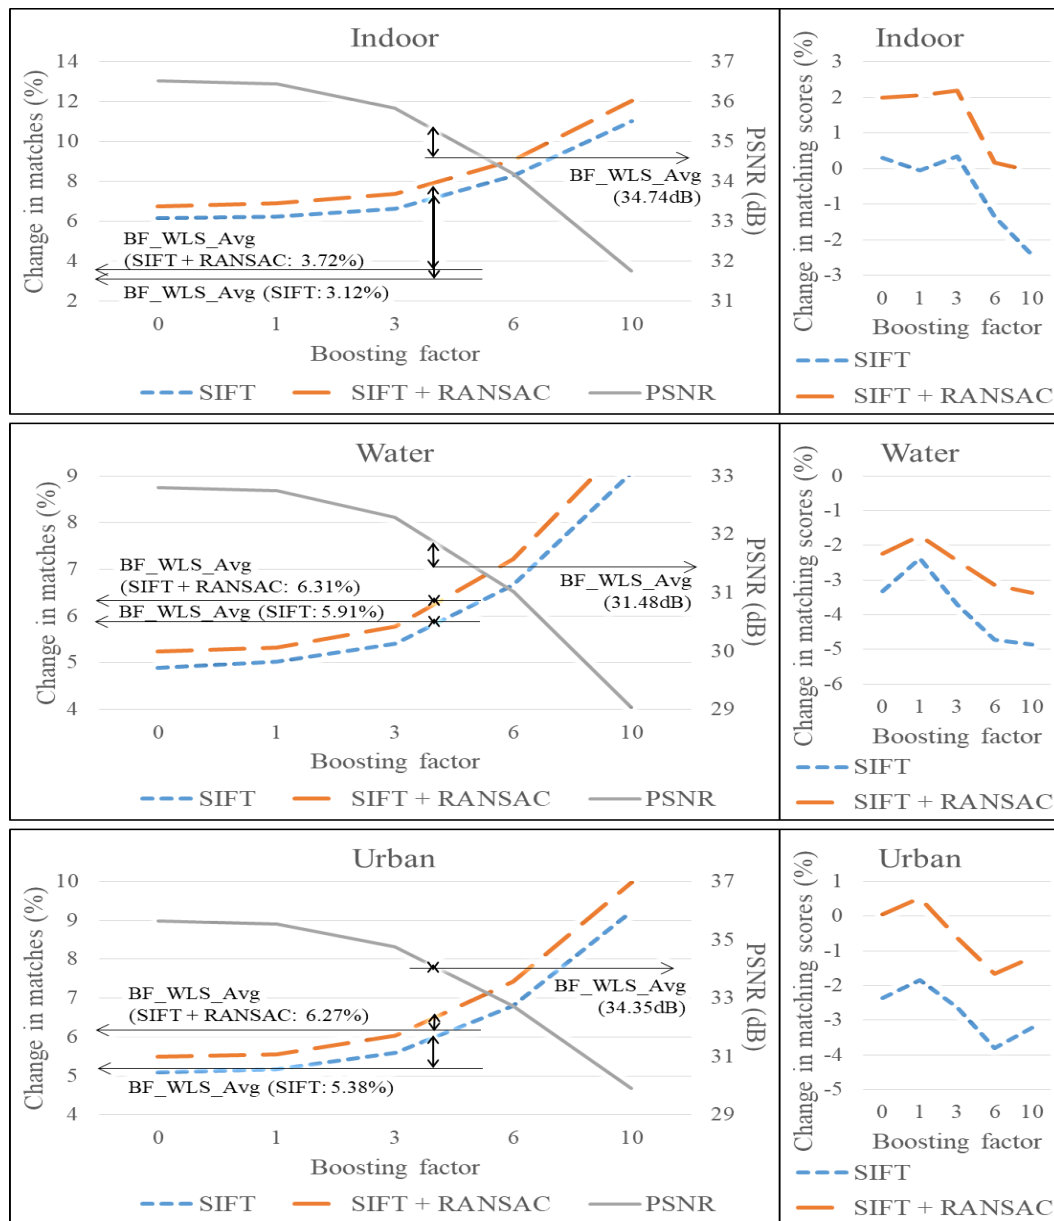 Indoor
Change in matches (%)
14
12
10
8
6
4
2
37
36
35
34
33
32
31
PSNR (dB)
BF_WLS_Avg
(34.74dB)
BF_WLS_Avg
(SIFT + RANSAC: 3.72%)
BF_WLS_Avg (SIFT: 3.12%)
0 1 3 6 10
Boosting factor
SIFT SIFT + RANSAC PSNR
Indoor
Change in matching scores (%)
3
2
1
0
-1
-2
-3
0 1 3 6 10
Boosting factor
SIFT
SIFT + RANSAC
Water
Change in matches (%)
9
8
7
6
5
4
33
32
31
30
29
PSNR (dB)
BF_WLS_Avg
(SIFT + RANSAC: 6.31%)
BF_WLS_Avg (SIFT: 5.91%)
BF_WLS_Avg
(31.48dB)
0 1 3 6 10
Boosting factor
SIFT SIFT + RANSAC PSNR
Water
Change in matching scores (%)
0
-1
-2
-3
-4
-5
-6
0 1 3 6 10
Boosting factor
SIFT
SIFT + RANSAC
Urban
Change in matches (%)
10
9
8
7
6
5
4
37
35
33
31
29
PSNR (dB)
BF_WLS_Avg
(34.35dB)
BF_WLS_Avg
(SIFT + RANSAC: 6.27%)
BF_WLS_Avg (SIFT: 5.38%)
0 1 3 6 10
Boosting factor
SIFT SIFT + RANSAC PSNR
Urban
Change in matching scores (%)
1
0
-1
-2
-3
-4
-5
0 1 3 6 10
Boosting factor
SIFT
SIFT + RANSAC